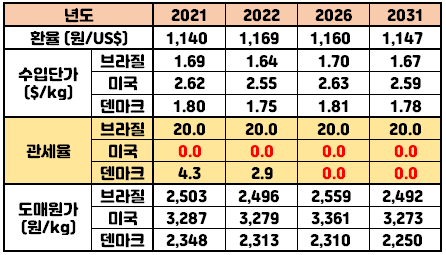 년도 2021 2022 2026 2031
환율 (원/US$) 1,140 1,169 1,160 1,147
수입단가 ($/kg) 브라질 1.69 1.64 1.70 1.67
미국 2.62 2.55 2.63 2.59
덴마크 1.80 1.75 1.81 1.78
관세율 브라질 20.0 20.0 20.0 20.0
미국 0.0 0.0 0.0 0.0
덴마크 4.3 2.9 0.0 0.0
도매원가 (원/kg) 브라질 2,503 2,496 2,559 2,492
미국 3,287 3,279 3,361 3,273
덴마크 2,348 2,313 2,310 2,250